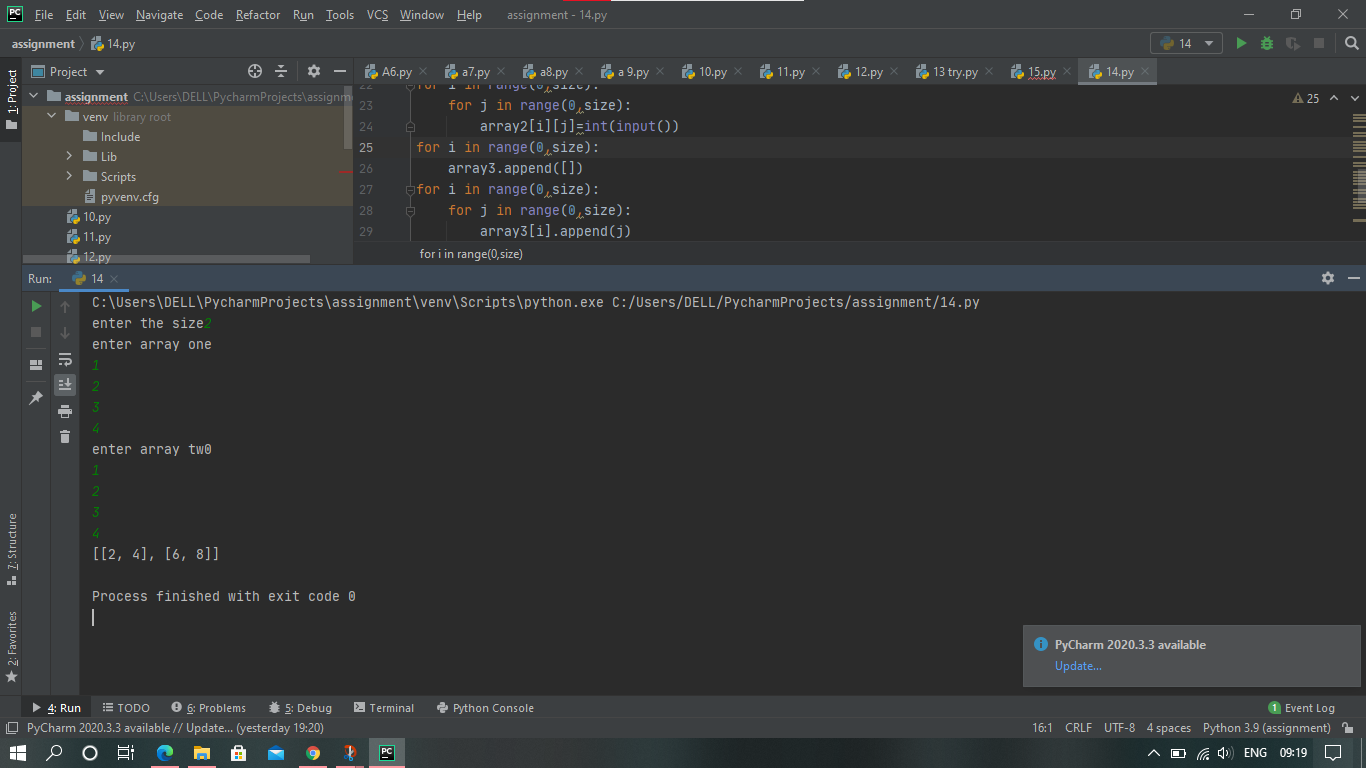 File Edit View Navigate Code Refactor Run Tools VCS Window Help assignment - 14.py
assignment 14.py 14
1: Project
Project
A6.py a7.py a8.py a 9.py 10.py 11.py 12.py 13 try.py 15.py 14.py
assignment C:\Users\DELL\PycharmProjects\assignm
venv library root
Include
Lib
Scripts
pyvenv.cfg
10.py
11.py
12.py
22 for i in range(0,size):
23 for j in range(0,size):
24 array2[i][j]=int(input())
25 for i in range(0,size):
26 array3.append([])
27 for i in range(0,size):
28 for j in range(0,size):
29 array3[i].append(j)
25
for i in range(0,size)
Run: 14
C:\Users\DELL\PycharmProjects\assignment\venv\Scripts\python.exe C:/Users/DELL/PycharmProjects/assignment/14.py
enter the size2
enter array one
1
2
3
4
enter array tw0
1
2
3
4
[[2, 4], [6, 8]]
Process finished with exit code 0
7: Structure
2: Favorites
PyCharm 2020.3.3 available
Update...
4: Run TODO 6: Problems 5: Debug Terminal Python Console 1 Event Log
PyCharm 2020.3.3 available // Update... (yesterday 19:20) 16:1 CRLF UTF-8 4 spaces Python 3.9 (assignment)
ENG 09:19